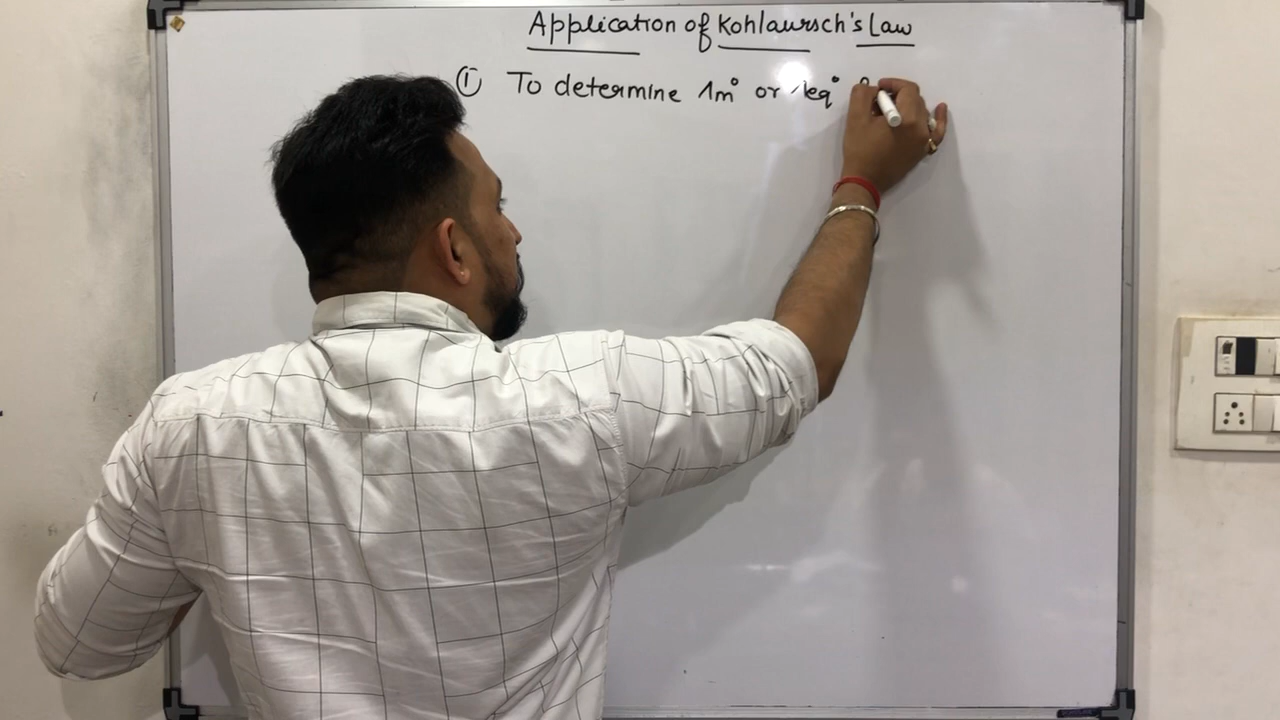 Application of Kohlaursch's Law
① To determine Λm° or Λeq°